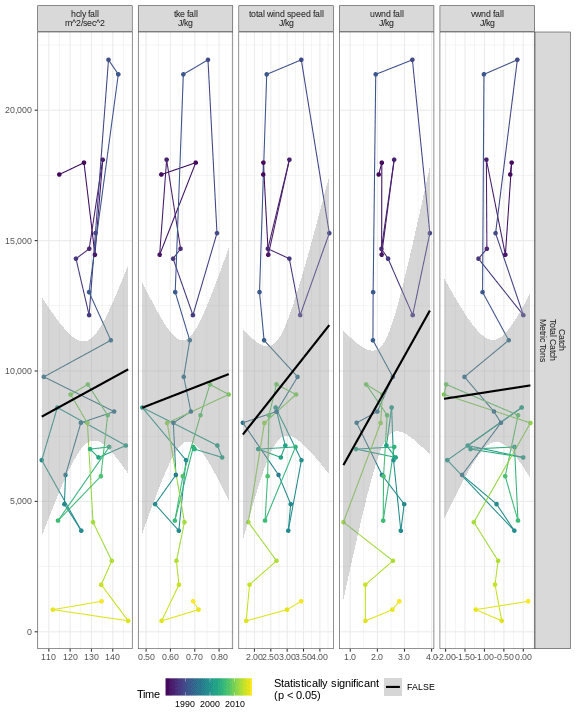 hcly fall
m^2/sec^2
tke fall
J/kg
total wind speed fall
J/kg
uwnd fall
J/kg
vwnd fall
J/kg
20,000
15,000
10,000
5,000
0
Catch
Total Catch
Metric Tons
110 120 130 140
0.50 0.60 0.70 0.80
2.00 2.50 3.00 3.50 4.00
1.0 2.0 3.0 4.0
-2.00 -1.50 -1.00 -0.50 0.00
Time
1990 2000 2010
Statistically significant
(p < 0.05)
FALSE